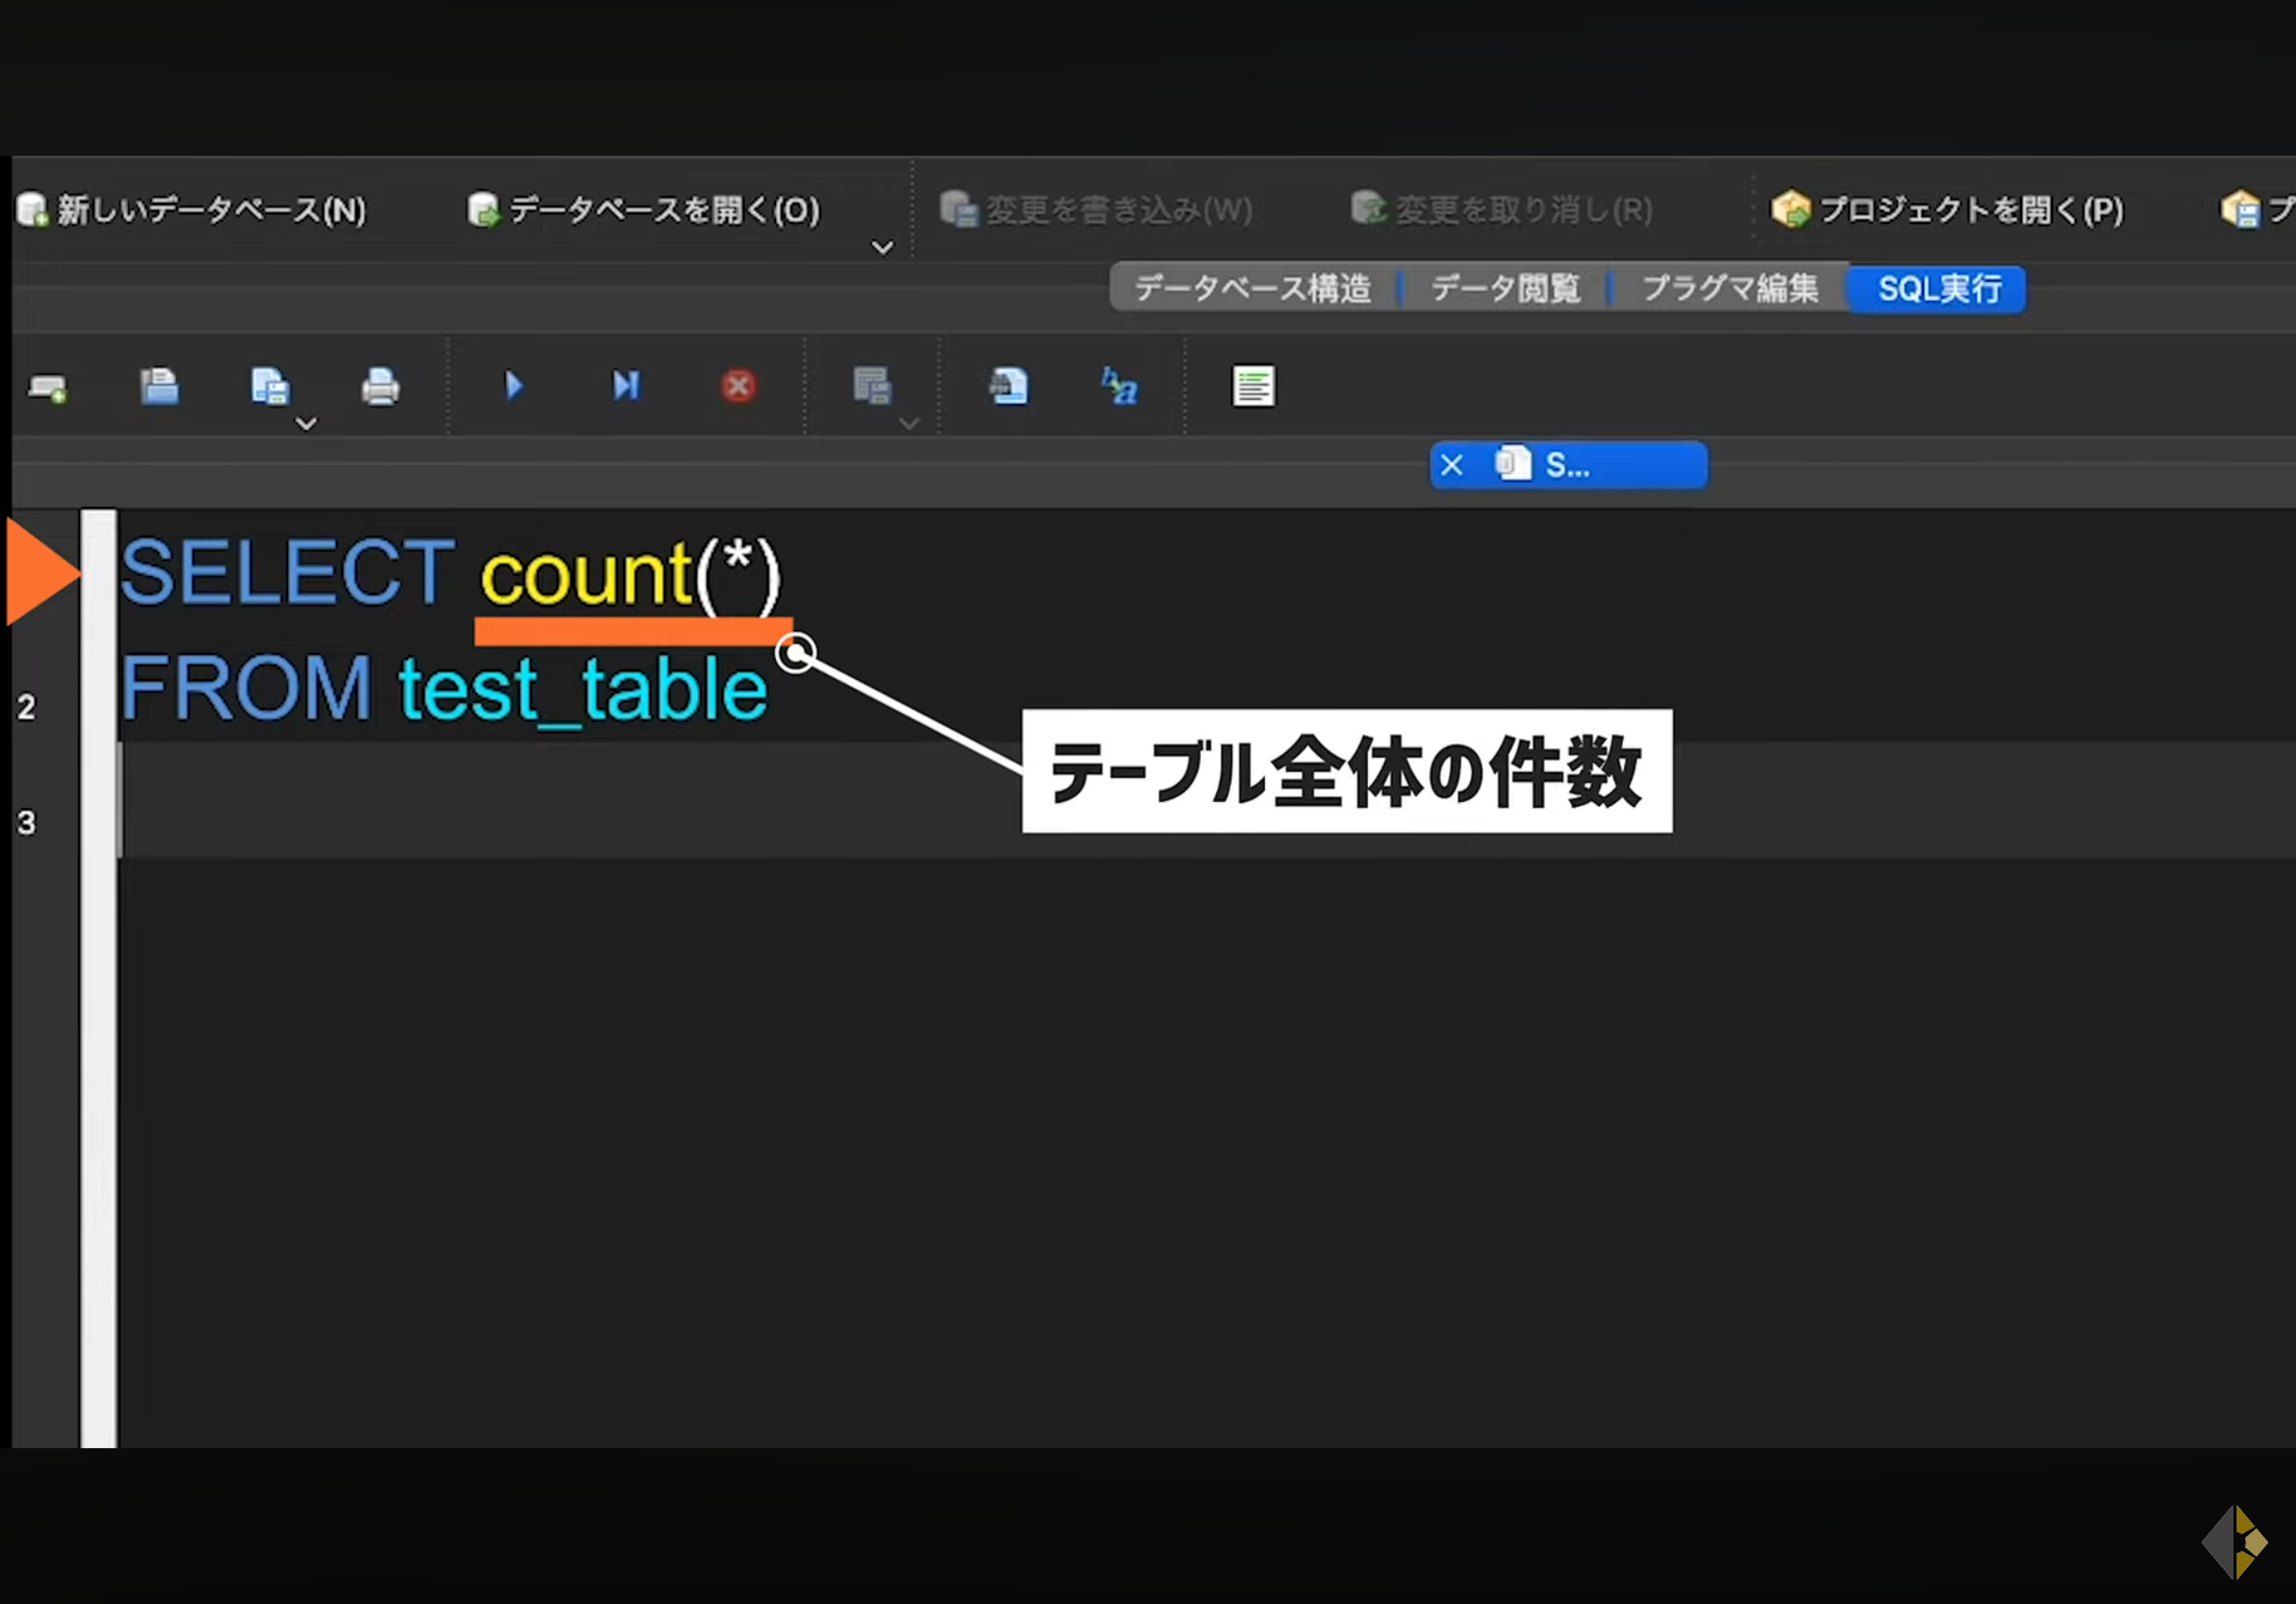 新しいデータベース(N) データベースを開く(O) 変更を書き込み(W) 変更を取り消し(R) プロジェクトを開く(P) プ
データベース構造 データ閲覧 プラグマ編集 SQL実行
S...
SELECT count(*)
2 FROM test_table
テーブル全体の件数
3